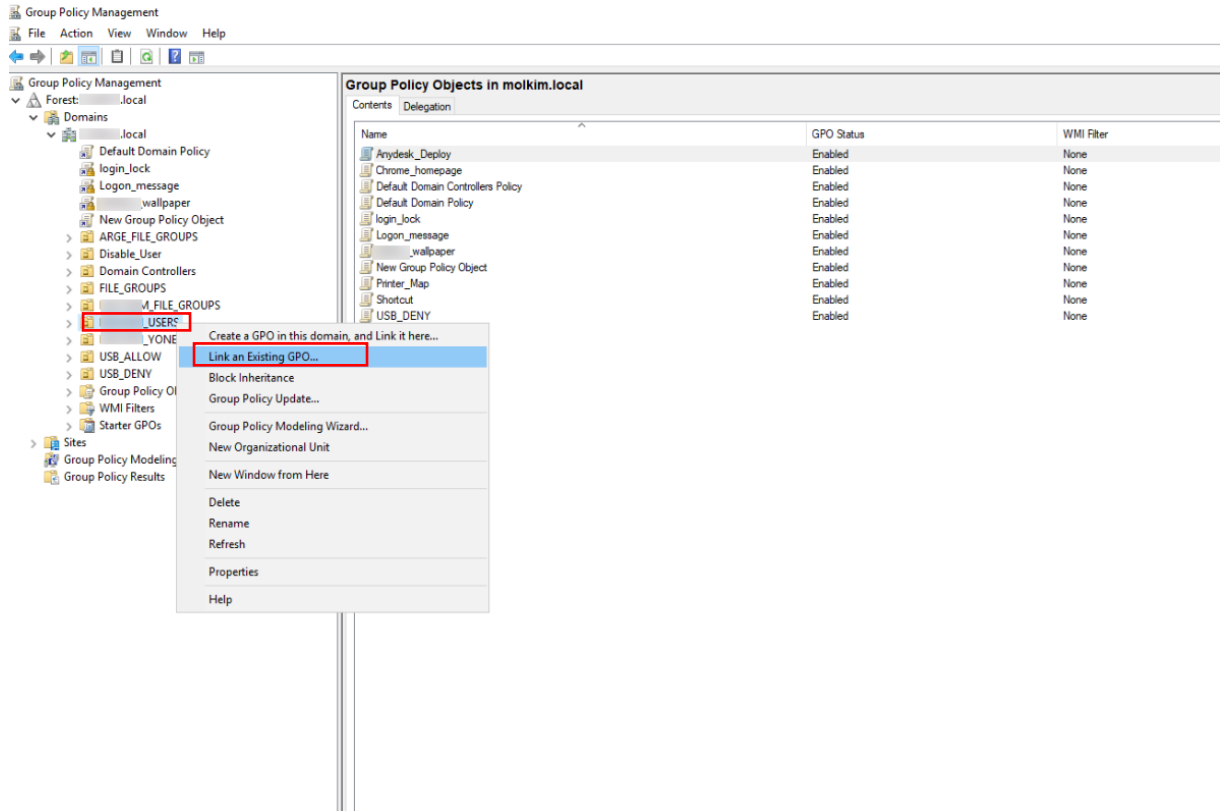 Group Policy Management
File Action View Window Help
Group Policy Management
Forest: .local
Domains
.local
Default Domain Policy
login_lock
Logon_message
_wallpaper
New Group Policy Object
ARGE_FILE_GROUPS
Disable_User
Domain Controllers
FILE_GROUPS
M_FILE_GROUPS
_USERS
_YONE
USB_ALLOW
USB_DENY
Group Policy Ob
WMI Filters
Starter GPOs
Sites
Group Policy Modeling
Group Policy Results
Create a GPO in this domain, and Link it here...
Link an Existing GPO...
Block Inheritance
Group Policy Update...
Group Policy Modeling Wizard...
New Organizational Unit
New Window from Here
Delete
Rename
Refresh
Properties
Help
Group Policy Objects in molkim.local
Contents Delegation
Name GPO Status WMI Filter
Anydesk_Deploy Enabled None
Chrome_homepage Enabled None
Default Domain Controllers Policy Enabled None
Default Domain Policy Enabled None
login_lock Enabled None
Logon_message Enabled None
_wallpaper Enabled None
New Group Policy Object Enabled None
Printer_Map Enabled None
Shortcut Enabled None
USB_DENY Enabled None